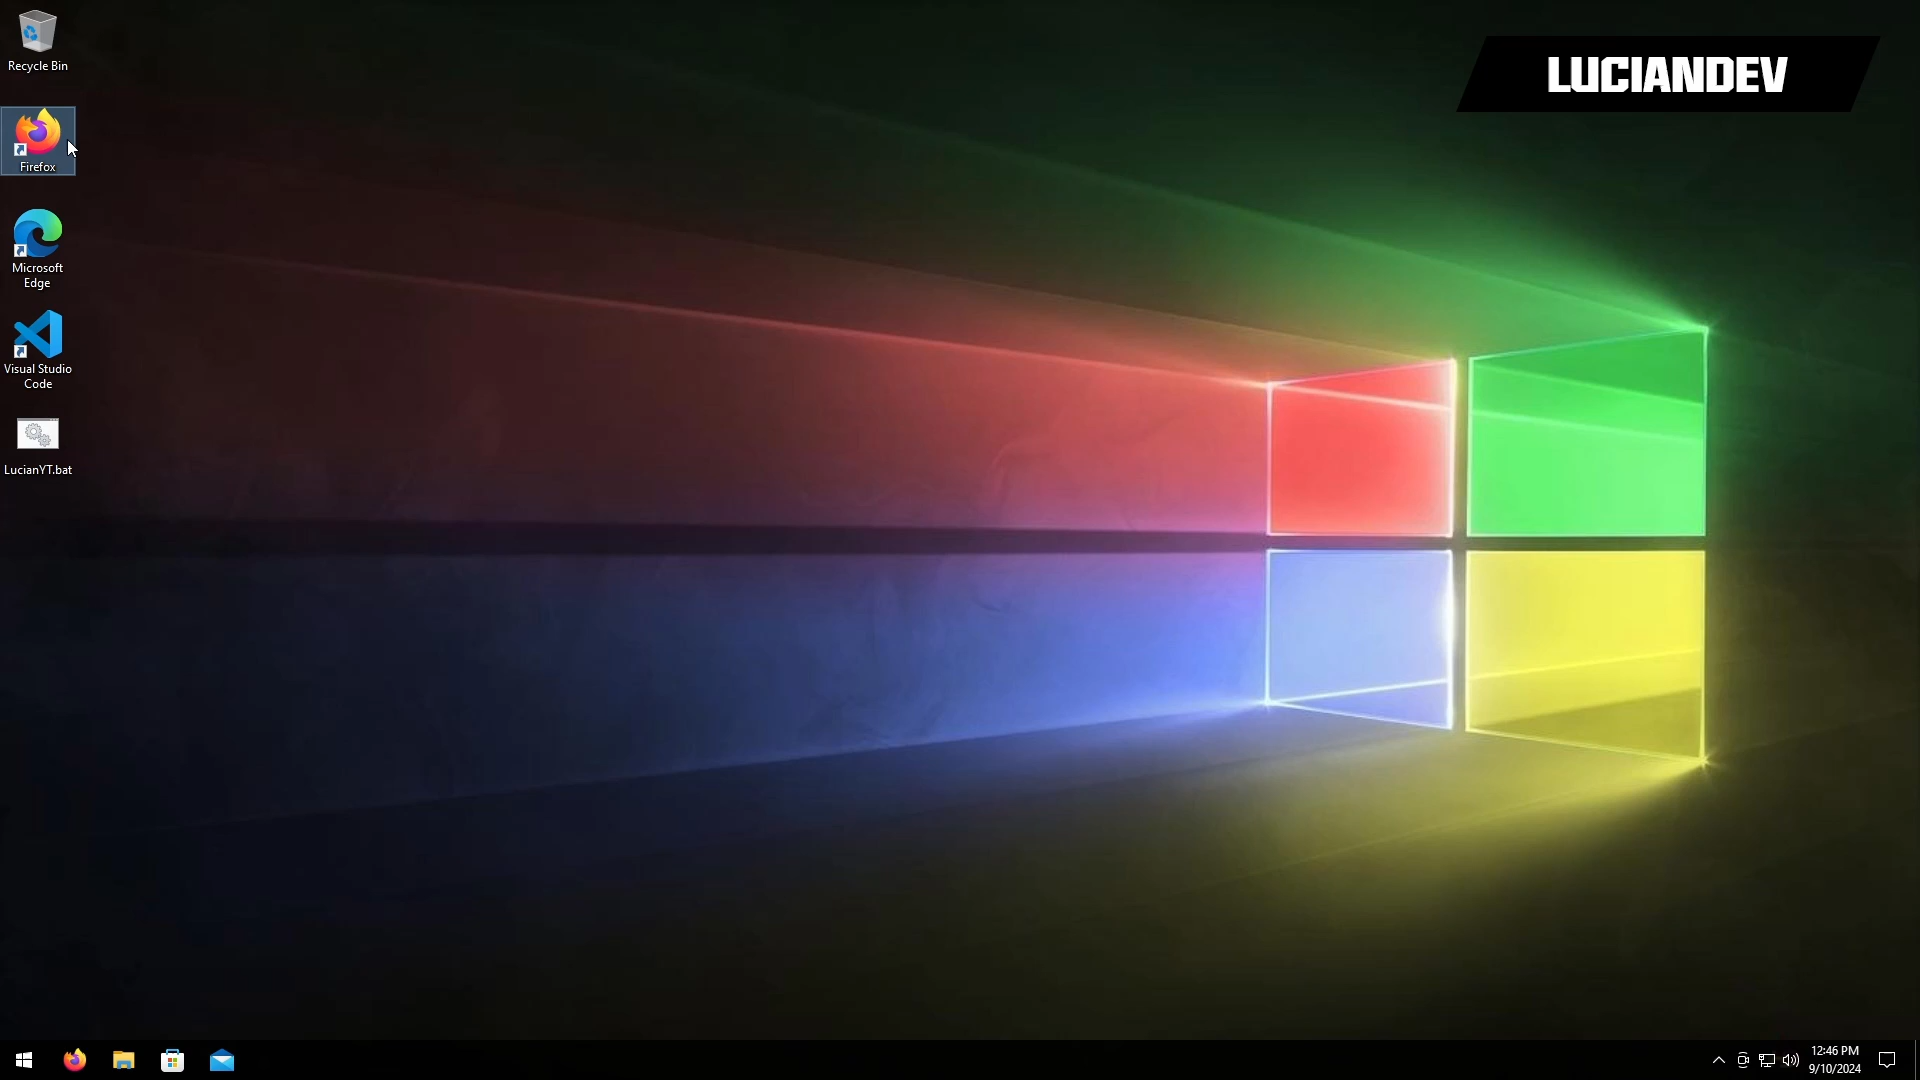 Recycle Bin
LUCIANDEV
Firefox
Microsoft
Edge
Visual Studio
Code
LucianYT.bat
12:46 PM
9/10/2024